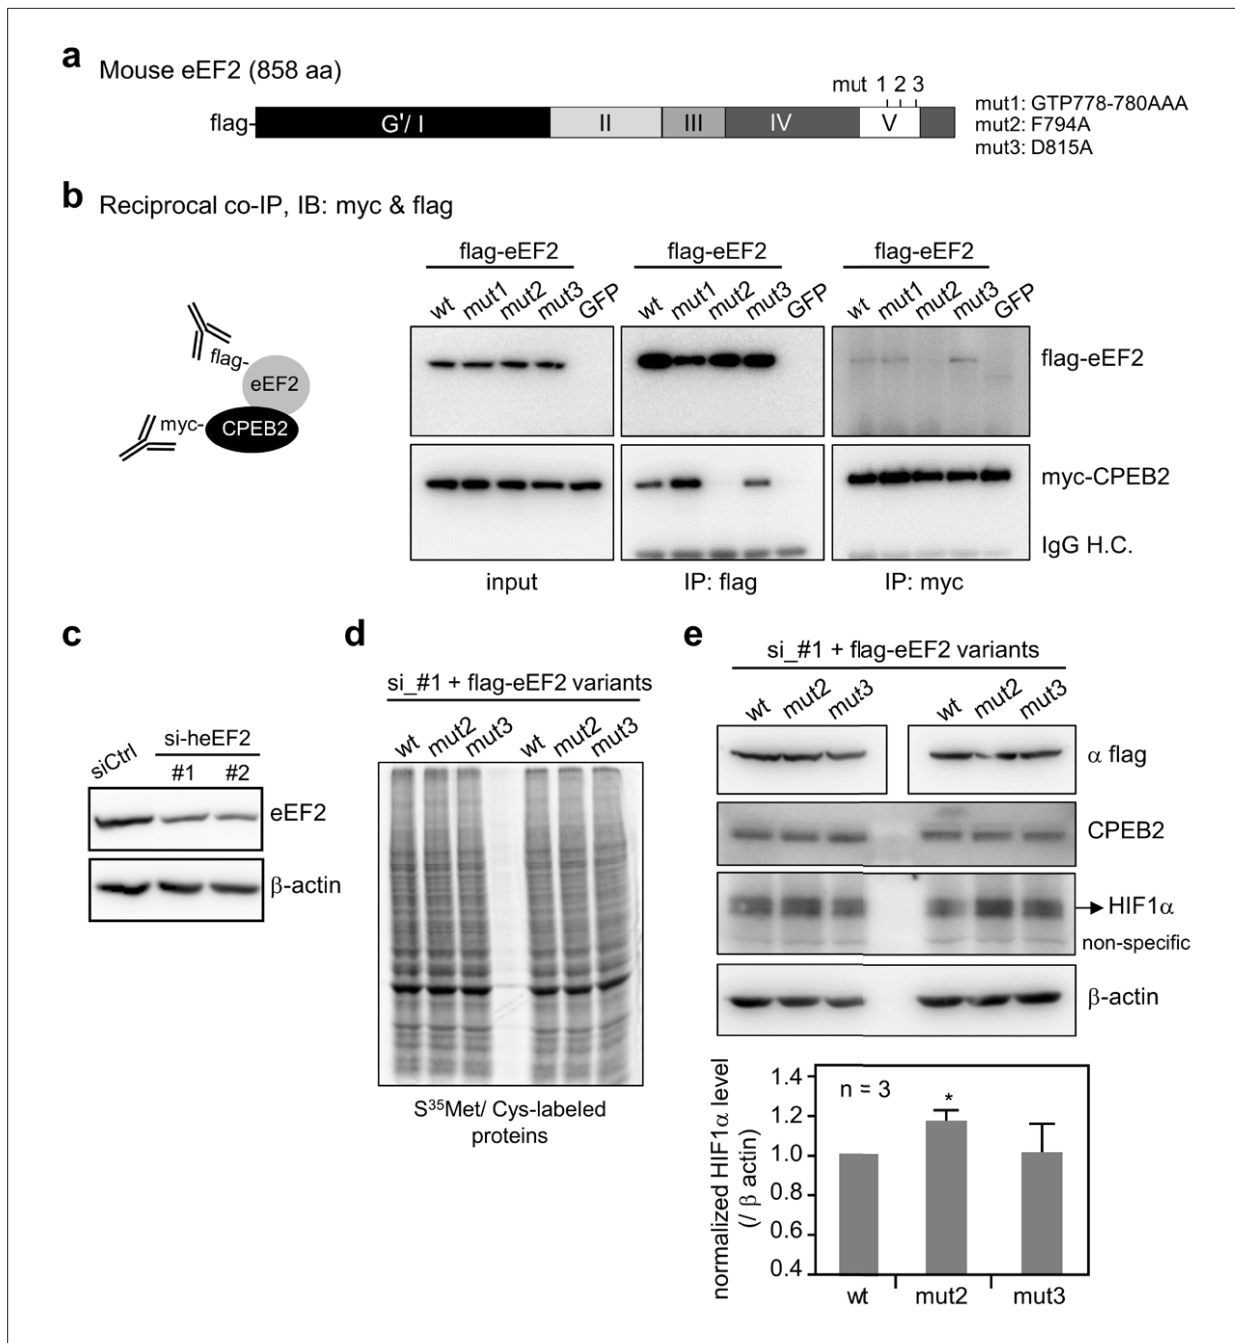 a Mouse eEF2 (858 aa)
mut 1 2 3
flag- G'/ I II III IV V
mut1: GTP778-780AAA
mut2: F794A
mut3: D815A
b Reciprocal co-IP, IB: myc & flag
flag-eEF2 flag-eEF2 flag-eEF2
wt mut1 mut2 mut3 GFP wt mut1 mut2 mut3 GFP wt mut1 mut2 mut3 GFP
flag-
eEF2
myc- CPEB2
flag-eEF2
myc-CPEB2
IgG H.C.
input IP: flag IP: myc
c
siCtrl si-heEF2
#1 #2
eEF2
β-actin
d
si_#1 + flag-eEF2 variants
wt mut2 mut3 wt mut2 mut3
S³⁵Met/ Cys-labeled
proteins
e
si_#1 + flag-eEF2 variants
wt mut2 mut3 wt mut2 mut3
α flag
CPEB2
HIF1α
non-specific
β-actin
normalized HIF1α level
(/ β actin)
n = 3
*
1.4
1.2
1.0
0.8
0.6
0.4
wt mut2 mut3